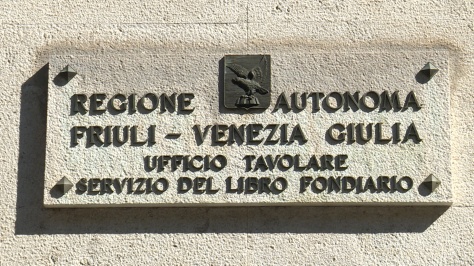 REGIONE AUTONOMA
FRIULI - VENEZIA GIULIA
UFFICIO TAVOLARE
SERVIZIO DEL LIBRO FONDIARIO